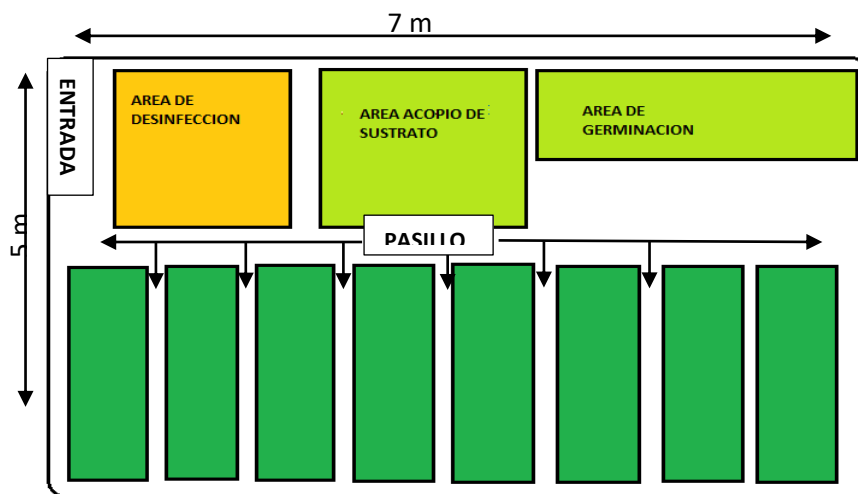 7 m
ENTRADA
AREA DE
DESINFECCION
AREA ACOPIO DE
SUSTRATO
AREA DE
GERMINACION
5 m
PASILLO